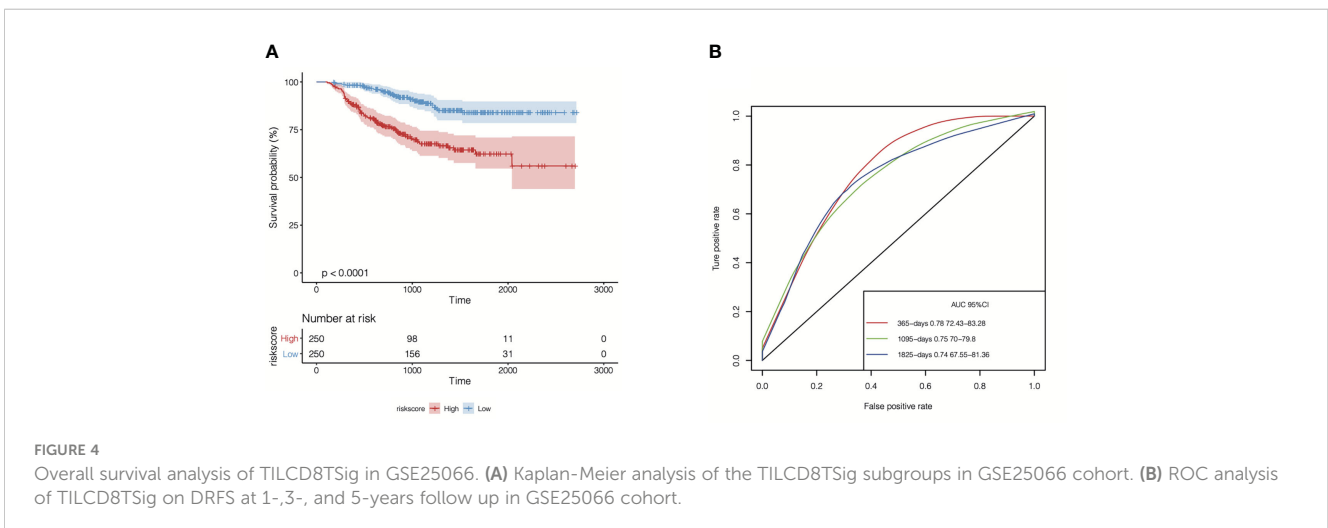 A
Survival probability (%)
100
75
50
25
0
p < 0.0001
0 1000 2000 3000
Time
Number at risk
riskscore
High 250 98 11 0
Low 250 156 31 0
0 1000 2000 3000
Time
riskscore High Low
B
Ture positive rate
1.0
0.8
0.6
0.4
0.2
0.0
AUC 95%CI
365-days 0.78 72.43-83.28
1095-days 0.75 70-79.8
1825-days 0.74 67.55-81.36
0.0 0.2 0.4 0.6 0.8 1.0
False positive rate
FIGURE 4
Overall survival analysis of TILCD8TSig in GSE25066. (A) Kaplan-Meier analysis of the TILCD8TSig subgroups in GSE25066 cohort. (B) ROC analysis
of TILCD8TSig on DRFS at 1-,3-, and 5-years follow up in GSE25066 cohort.